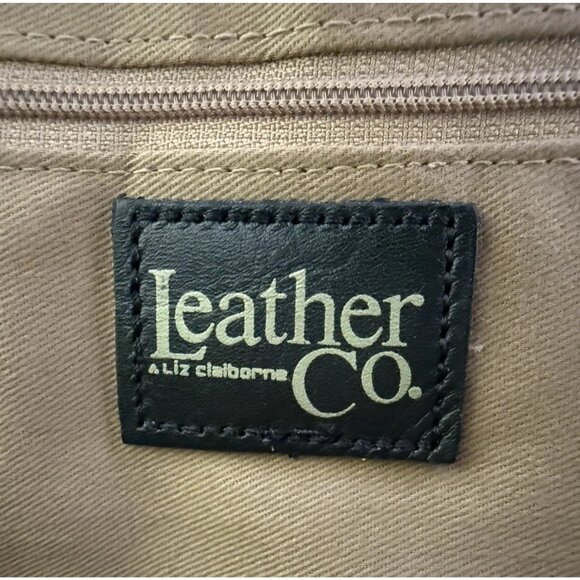 Leather
A Liz claiborne
Co.